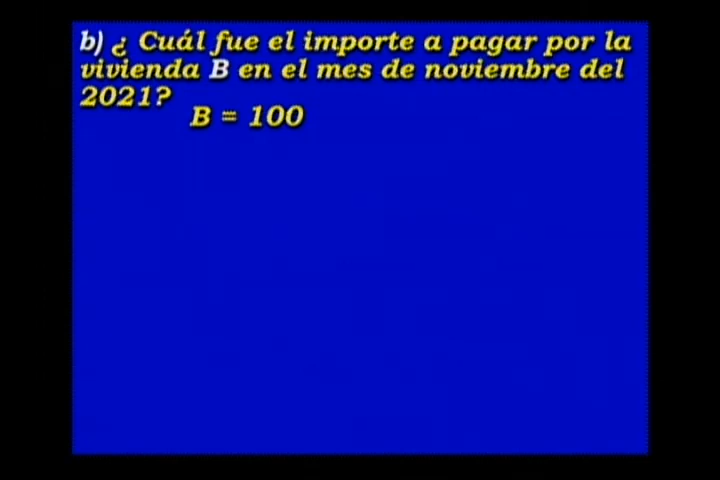 b) ¿ Cuál fue el importe a pagar por la
vivienda B en el mes de noviembre del
2021?
B = 100